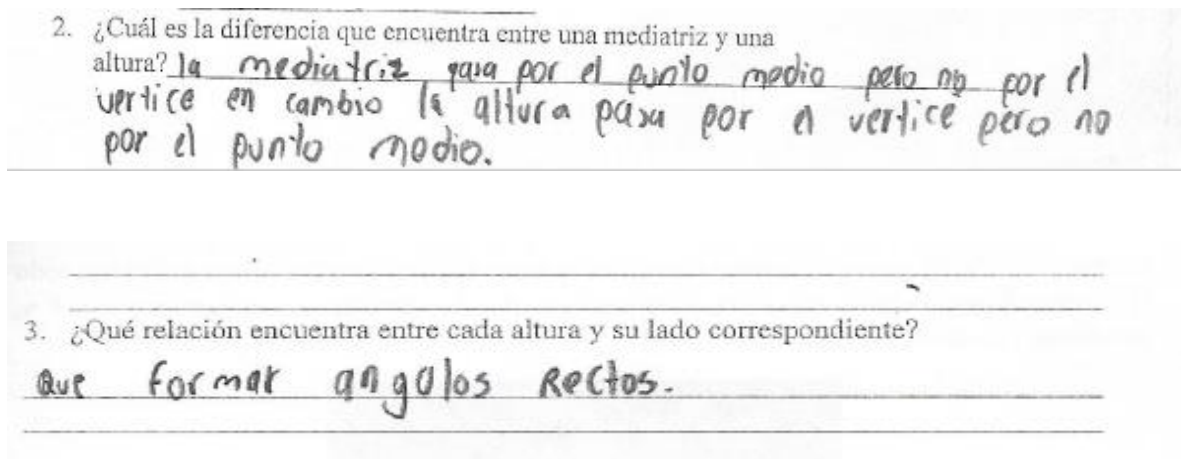 2. ¿Cuál es la diferencia que encuentra entre una mediatriz y una
altura? la mediatriz pasa por el punto medio pero no por el
vertice en cambio la altura pasa por el vertice pero no
por el punto medio.
3. ¿Qué relación encuentra entre cada altura y su lado correspondiente?
que formar angulos Rectos.